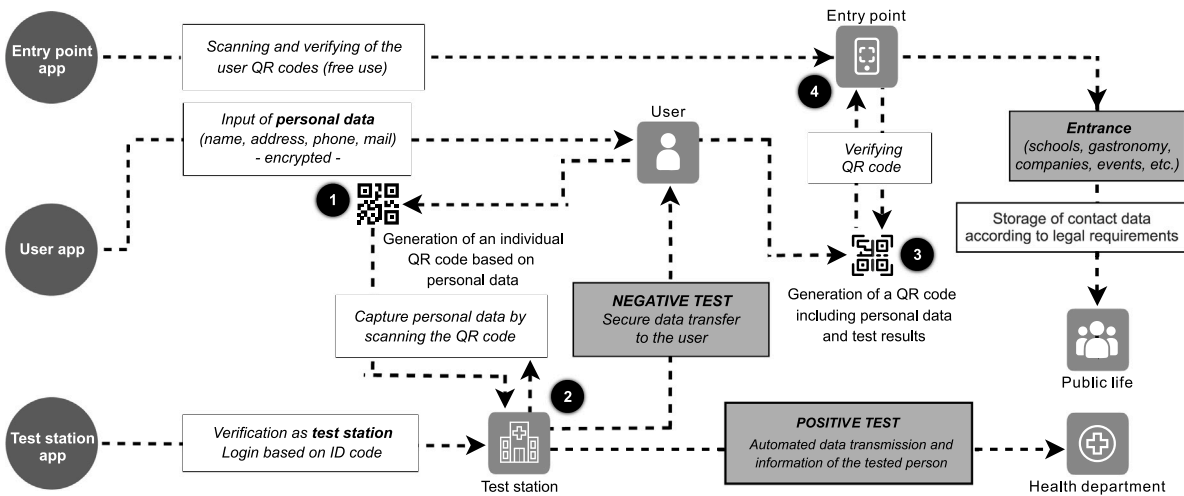 Entry point
app
Scanning and verifying of the
user QR codes (free use)
Entry point
4
Input of personal data
(name, address, phone, mail)
- encrypted -
User
Verifying
QR code
Entrance
(schools, gastronomy,
companies, events, etc.)
1
User app
Generation of an individual
QR code based on
personal data
3
Generation of a QR code
including personal data
and test results
Storage of contact data
according to legal requirements
Capture personal data by
scanning the QR code
NEGATIVE TEST
Secure data transfer
to the user
Public life
2
Test station
app
Verification as test station
Login based on ID code
Test station
POSITIVE TEST
Automated data transmission and
information of the tested person
Health department